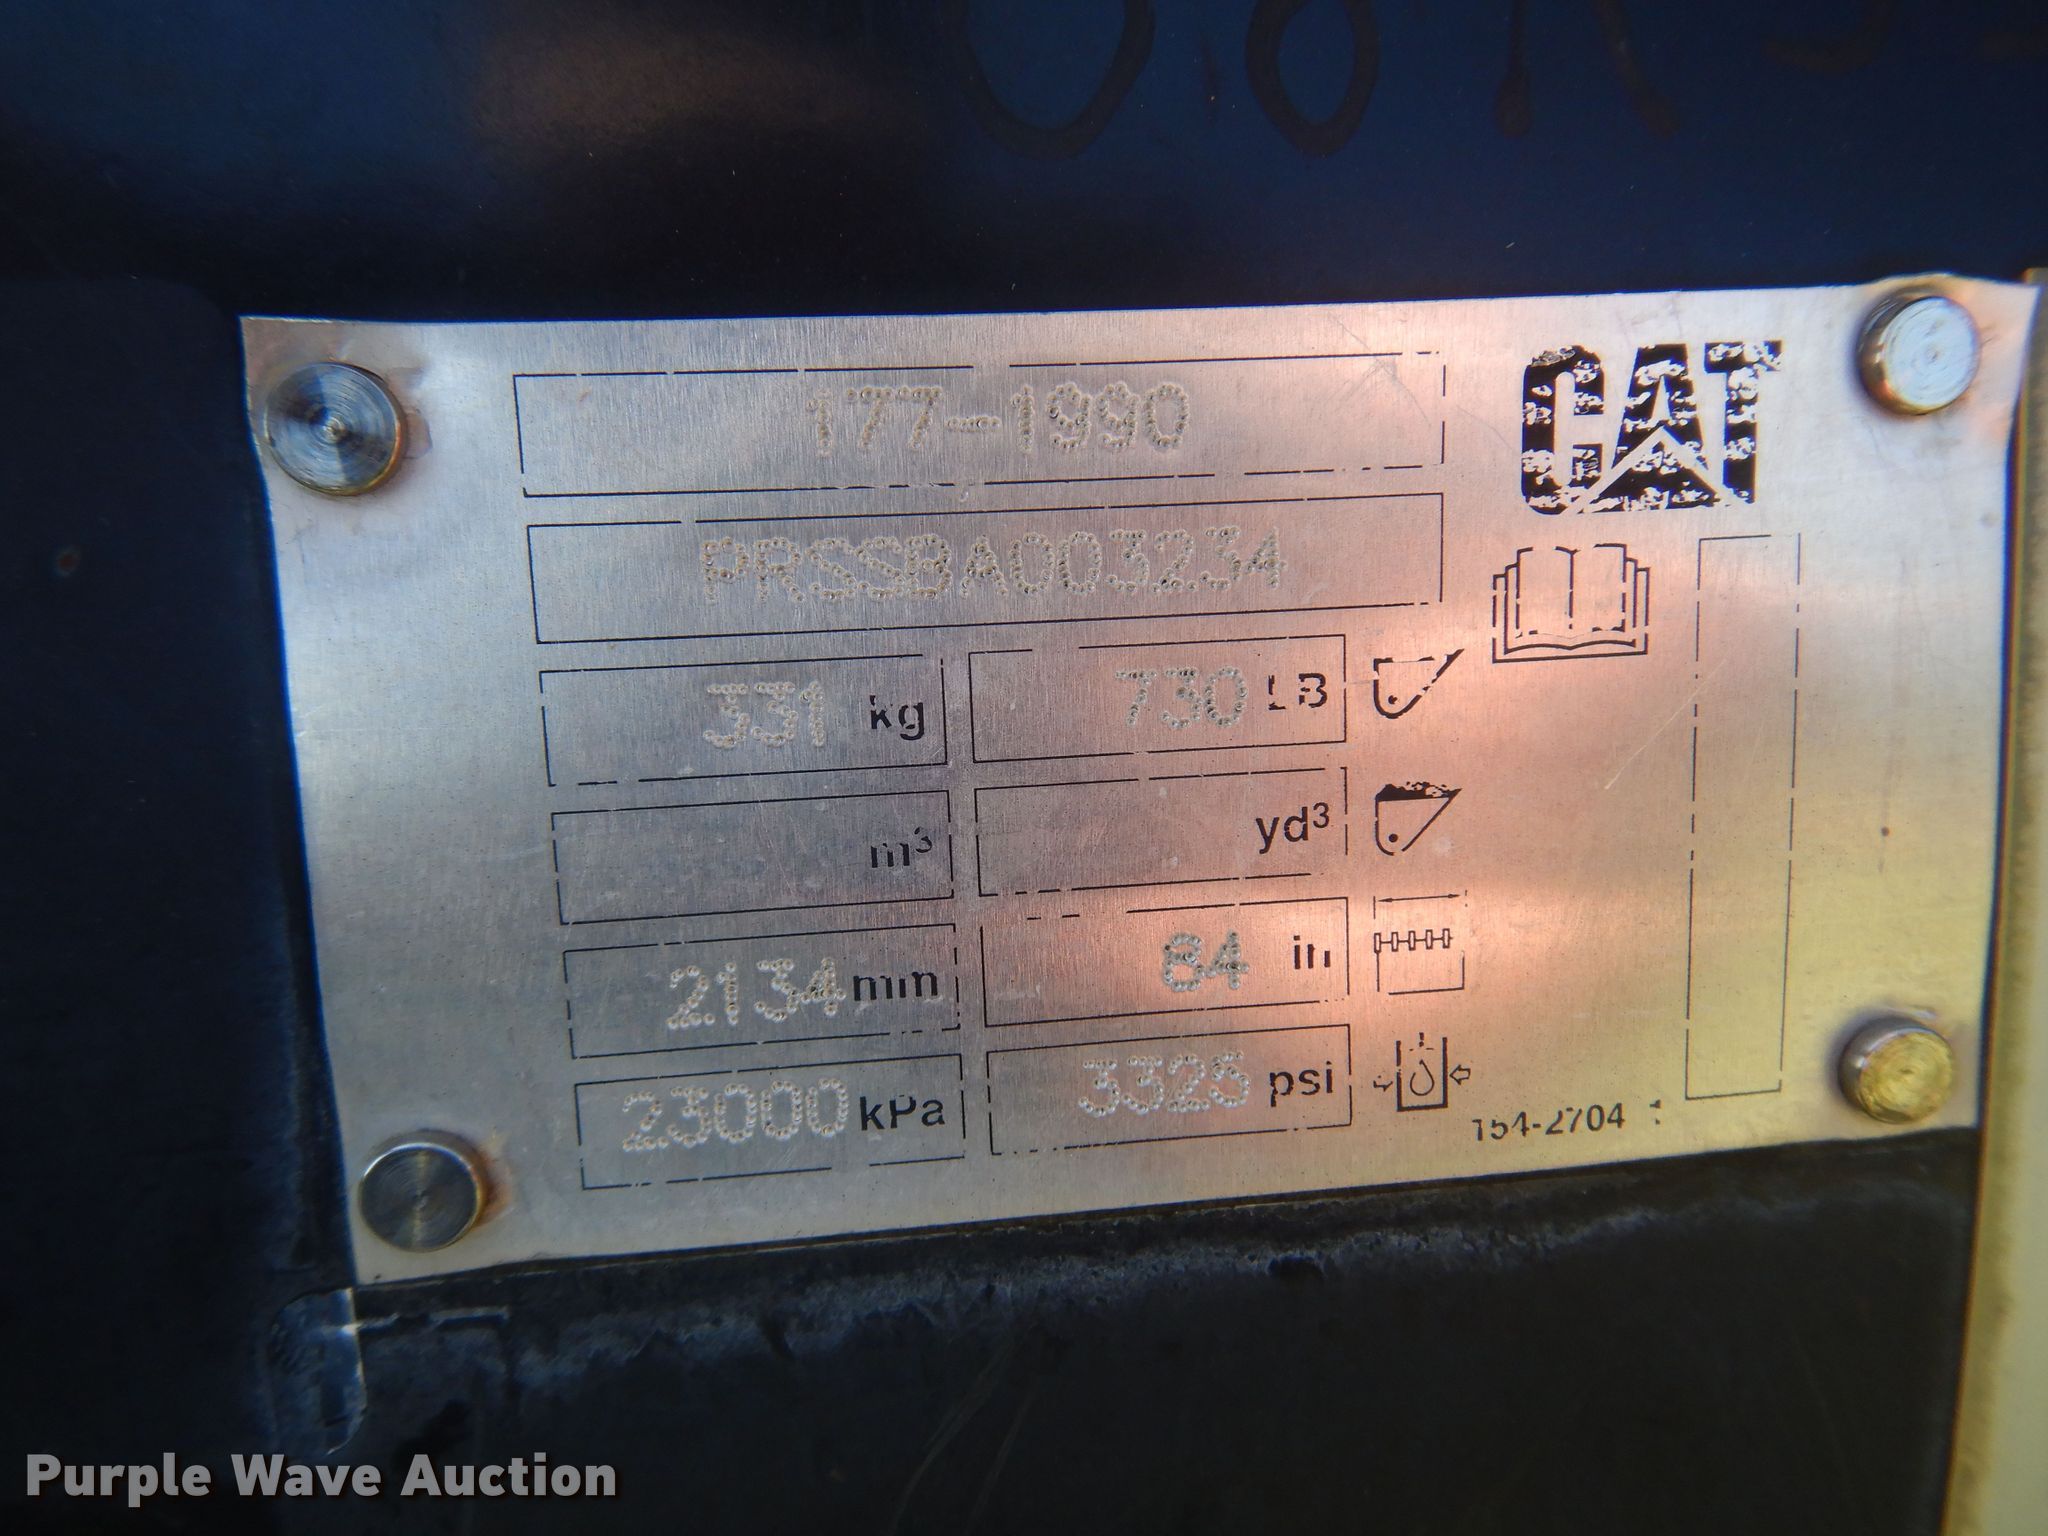 177-1990
CAT
PRSSBA003234
331 kg 730 LB
m³ yd³
2134 mm 84 in
23000 kPa 3325 psi
154-2704 1
Purple Wave Auction